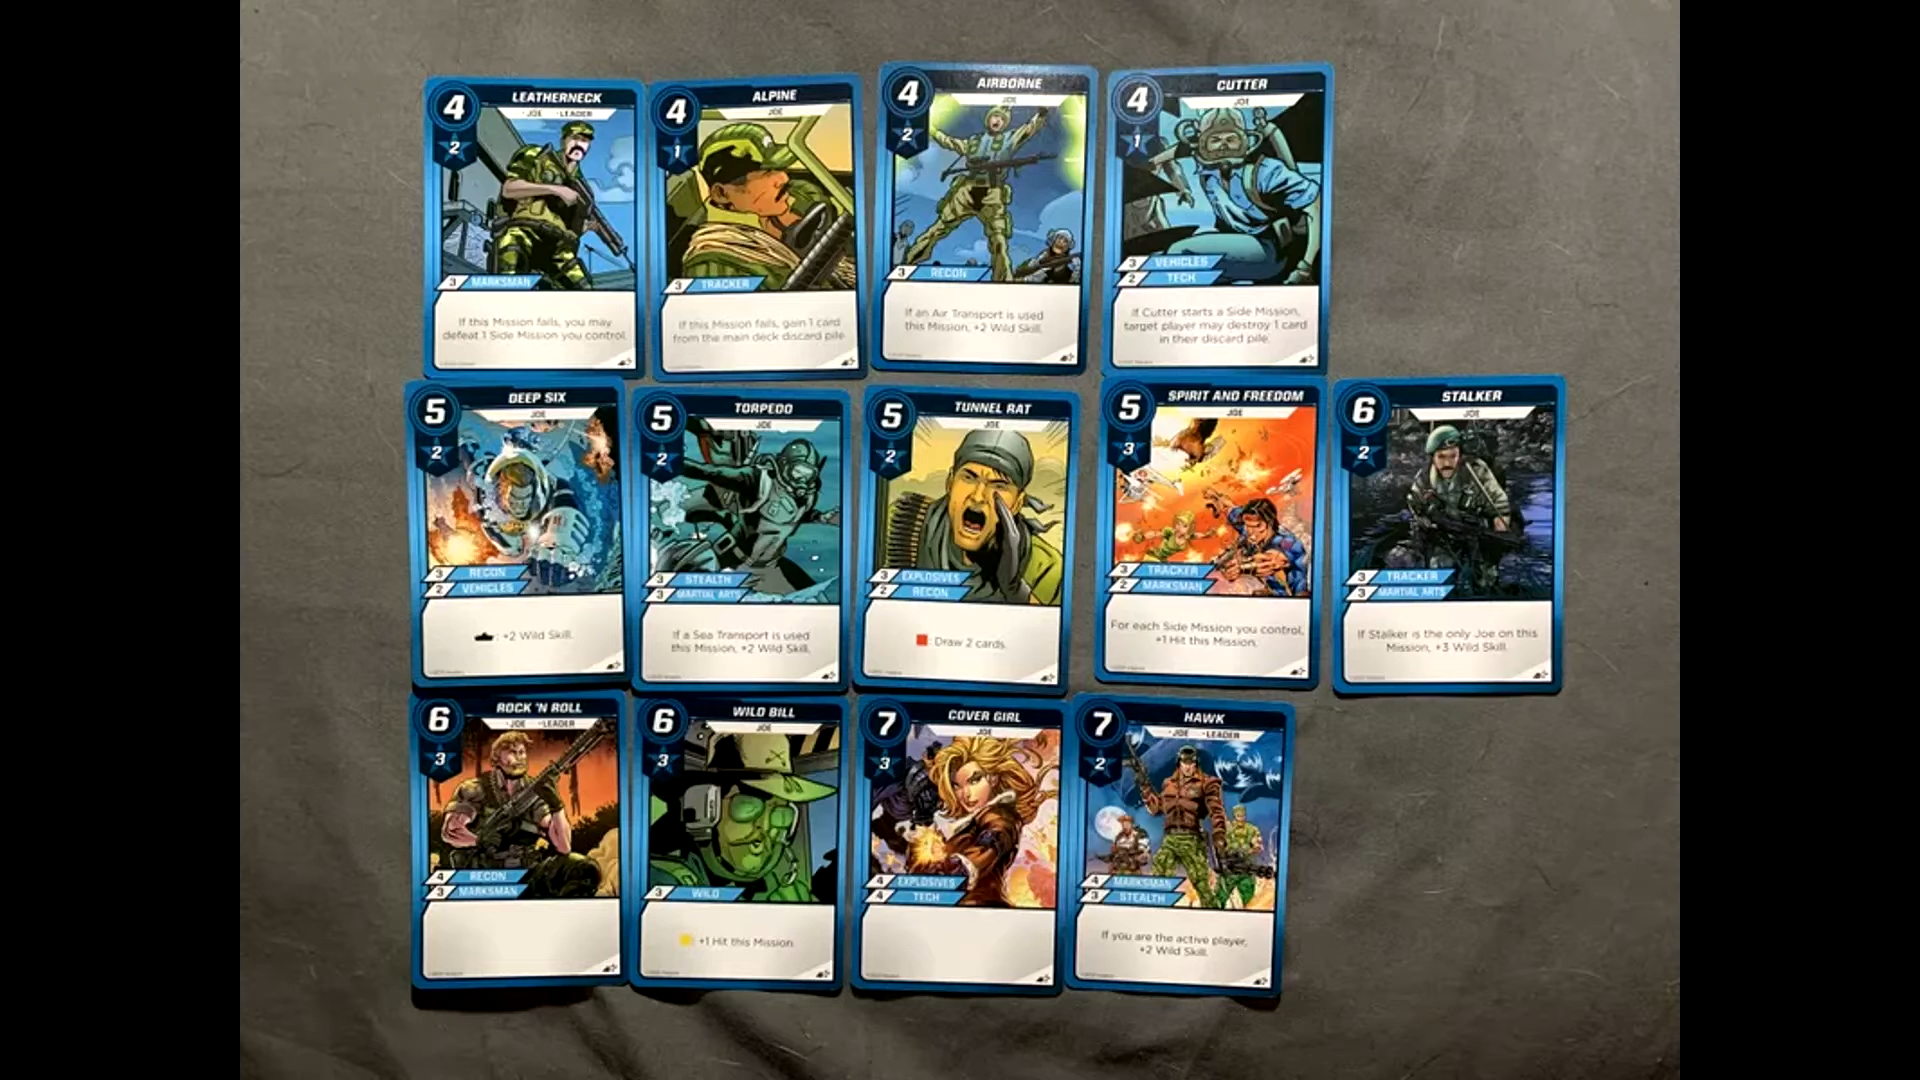 4
LEATHERNECK
· JOE · LEADER
2
3 MARKSMAN
If this Mission fails, you may
defeat 1 Side Mission you control.
4
ALPINE
JOE
1
3 TRACKER
If this Mission fails, gain 1 card
from the main deck discard pile.
4
AIRBORNE
JOE
2
3 RECON
If an Air Transport is used
this Mission, +2 Wild Skill.
4
CUTTER
JOE
1
3 VEHICLES
2 TECH
If Cutter starts a Side Mission,
target player may destroy 1 card
in their discard pile.
5
DEEP SIX
JOE
2
3 RECON
2 VEHICLES
: +2 Wild Skill.
5
TORPEDO
JOE
2
3 STEALTH
3 MARTIAL ARTS
If a Sea Transport is used
this Mission, +2 Wild Skill.
5
TUNNEL RAT
JOE
2
3 EXPLOSIVES
2 RECON
: Draw 2 cards.
5
SPIRIT AND FREEDOM
JOE
3
3 TRACKER
2 MARKSMAN
For each Side Mission you control,
+1 Hit this Mission.
6
STALKER
JOE
2
3 TRACKER
3 MARTIAL ARTS
If Stalker is the only Joe on this
Mission, +3 Wild Skill.
6
ROCK 'N ROLL
· JOE · LEADER
3
4 RECON
3 MARKSMAN
6
WILD BILL
JOE
3
3 WILD
: +1 Hit this Mission.
7
COVER GIRL
JOE
3
4 EXPLOSIVES
4 TECH
7
HAWK
· JOE · LEADER
2
4 MARKSMAN
3 STEALTH
If you are the active player,
+2 Wild Skill.